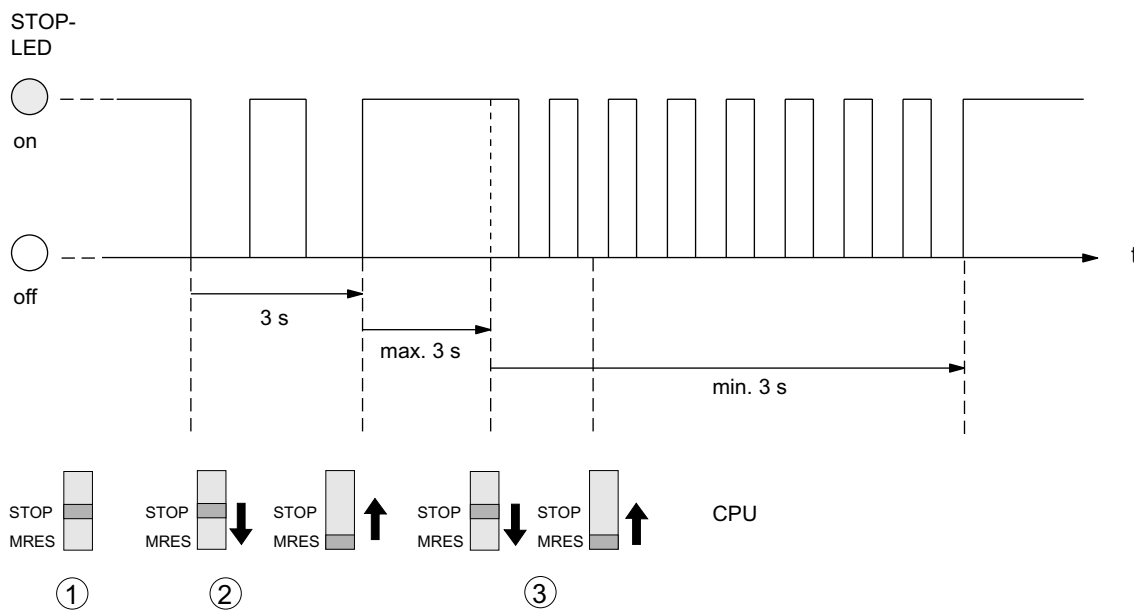 STOP-
LED
on
off
t
3 s
max. 3 s
min. 3 s
STOP
MRES
STOP
MRES
STOP
MRES
STOP
MRES
STOP
MRES
CPU
1
2
3